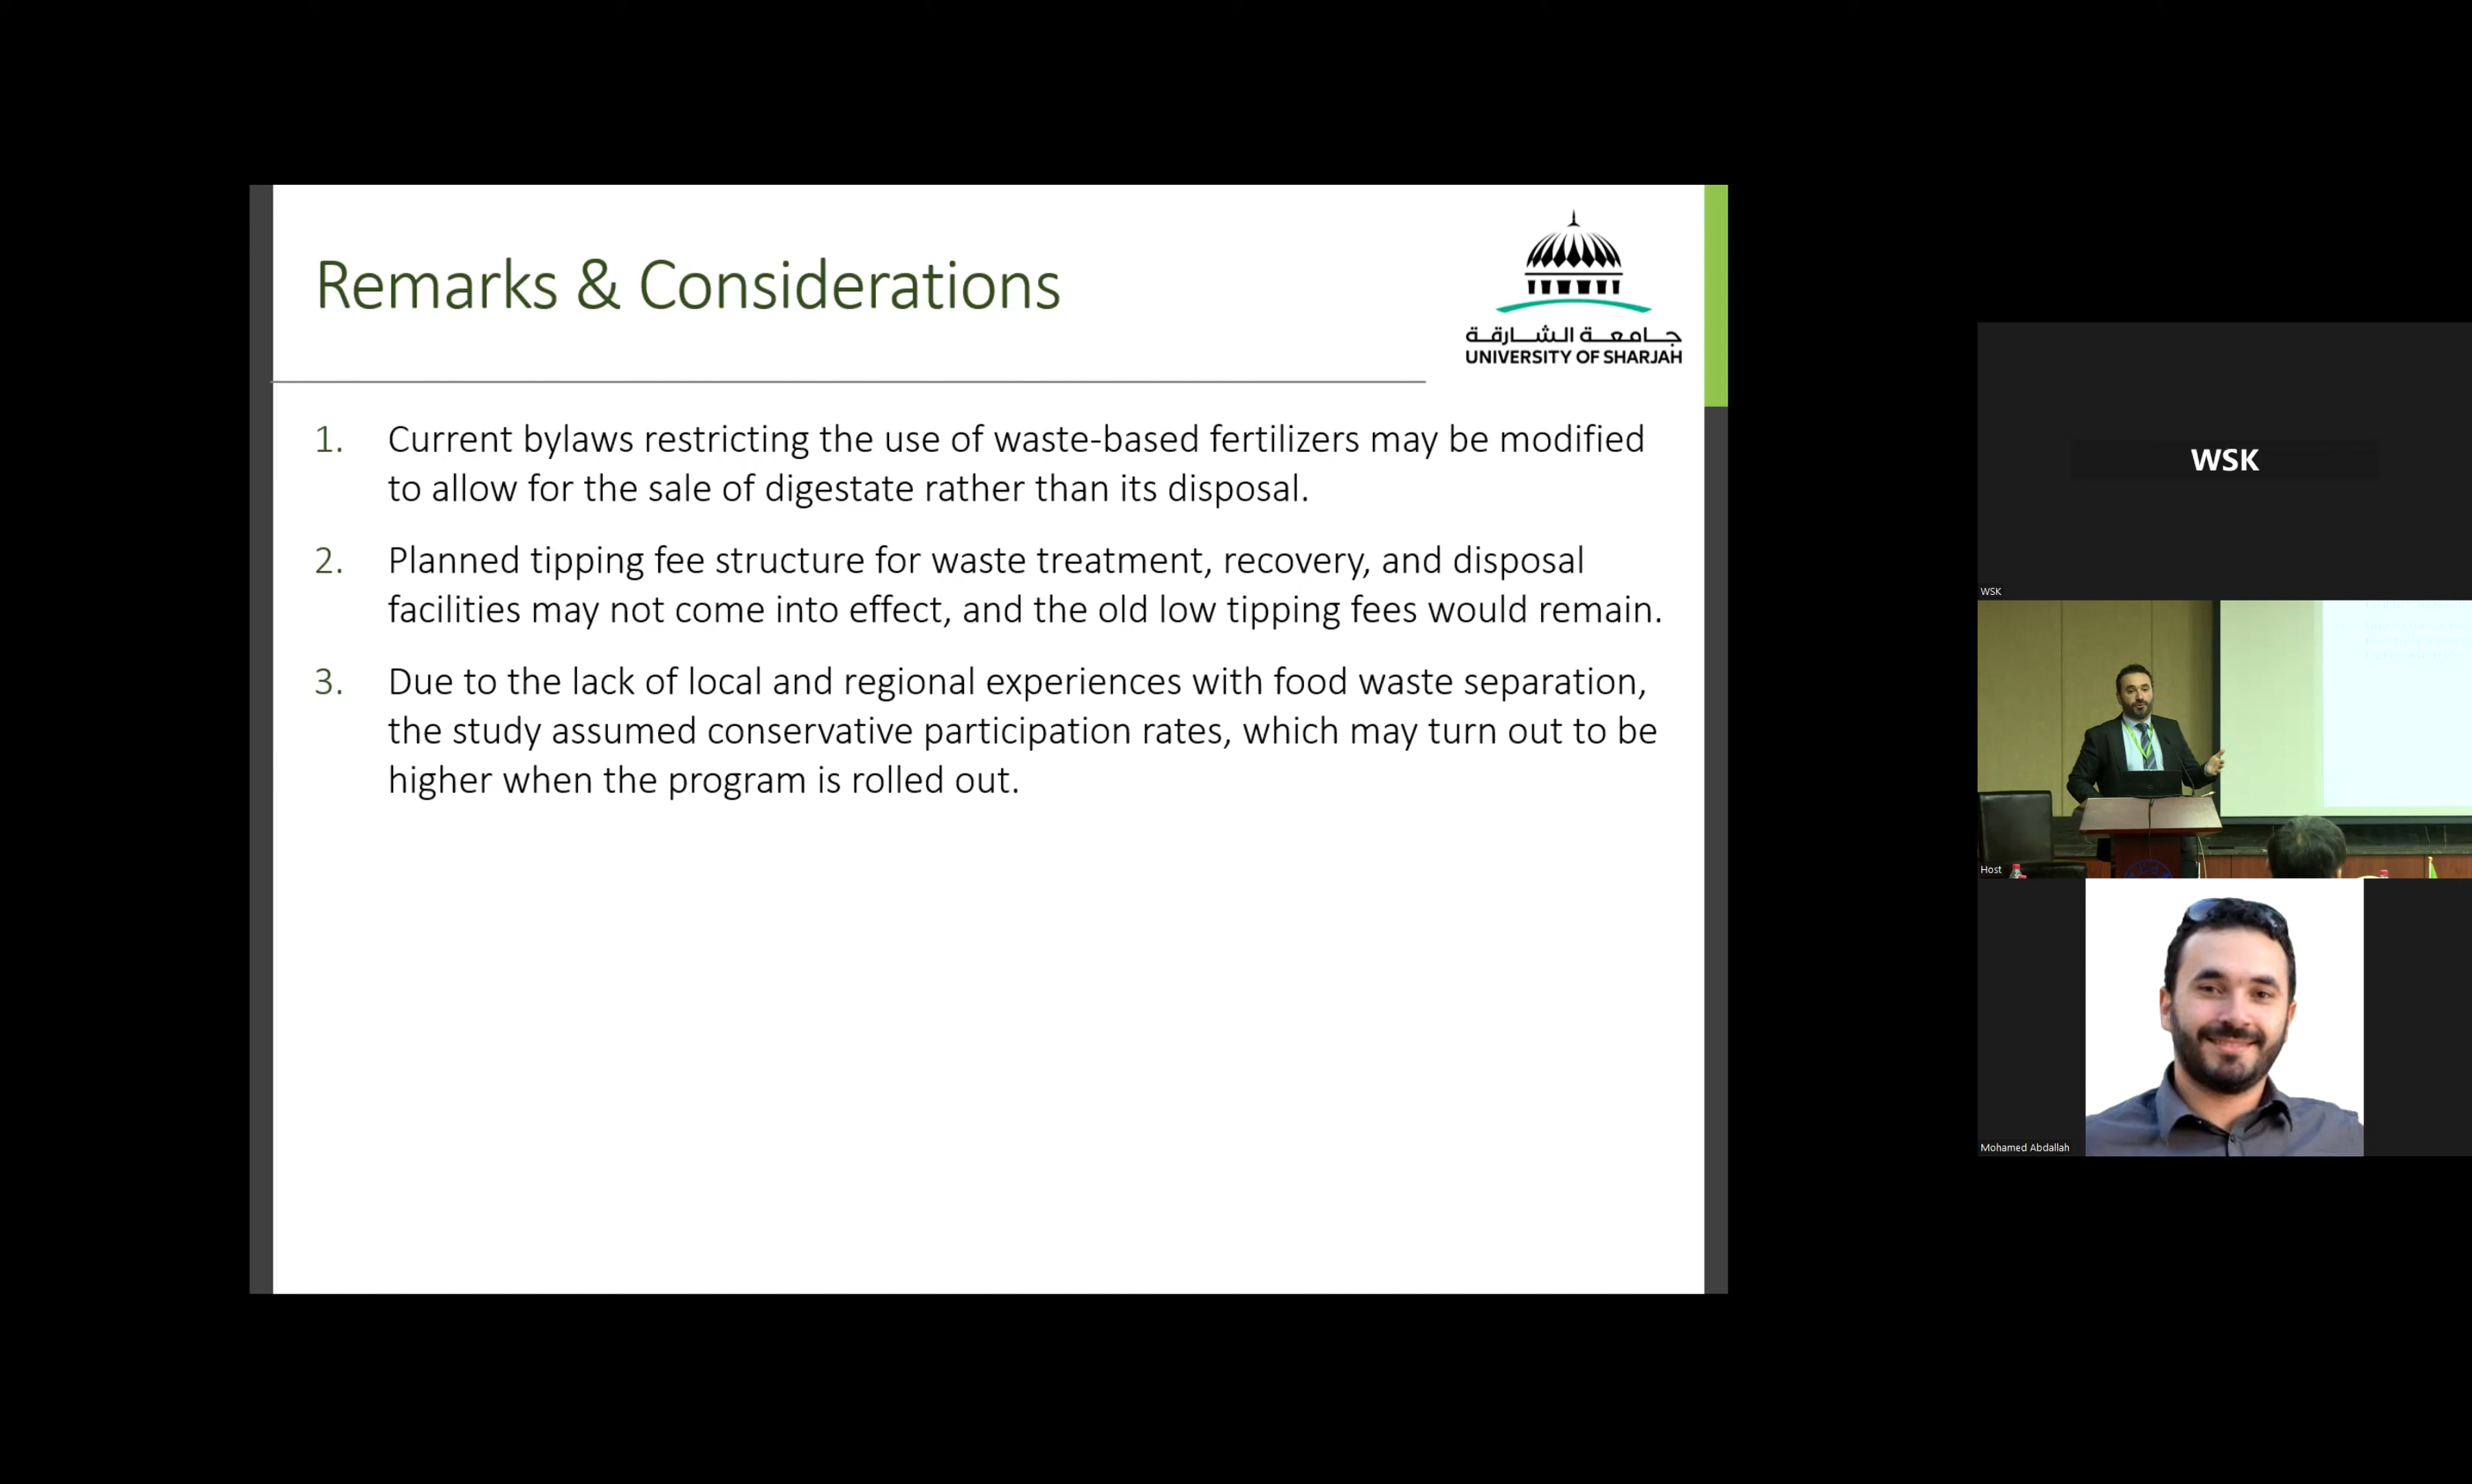 Remarks & Considerations
جامعة الشارقة
UNIVERSITY OF SHARJAH
1. Current bylaws restricting the use of waste-based fertilizers may be modified
to allow for the sale of digestate rather than its disposal.
2. Planned tipping fee structure for waste treatment, recovery, and disposal
facilities may not come into effect, and the old low tipping fees would remain.
3. Due to the lack of local and regional experiences with food waste separation,
the study assumed conservative participation rates, which may turn out to be
higher when the program is rolled out.
WSK
WSK
Host
Mohamed Abdallah